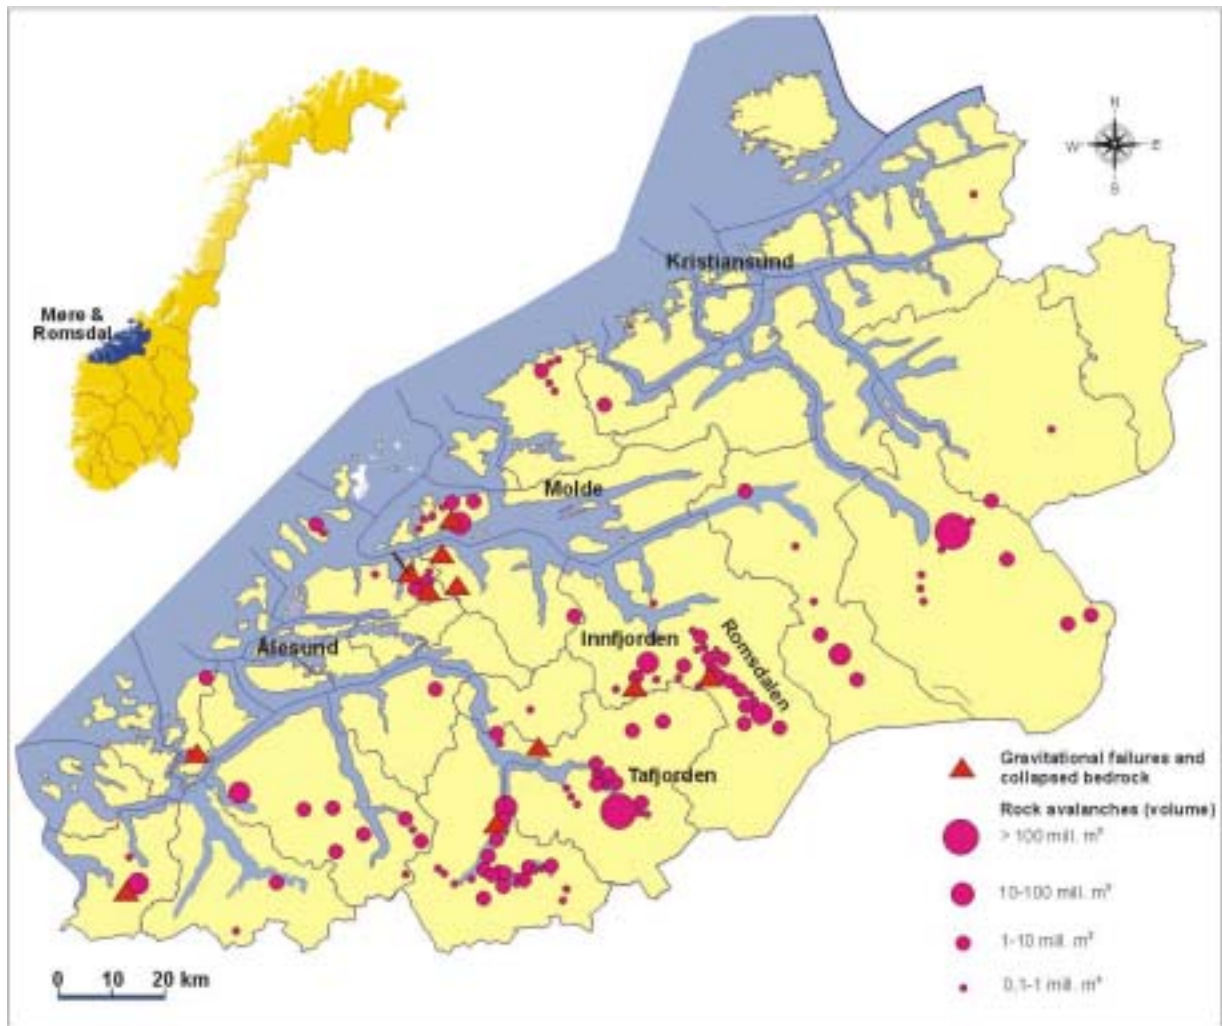 Møre &
Romsdal
N
W
E
S
Kristiansund
Molde
Ålesund
Innfjorden
Romsdalen
Tafjorden
Gravitational failures and
collapsed bedrock
Rock avalanches (volume)
> 100 mill. m³
10-100 mill. m³
1-10 mill. m³
0,1-1 mill. m³
0 10 20 km